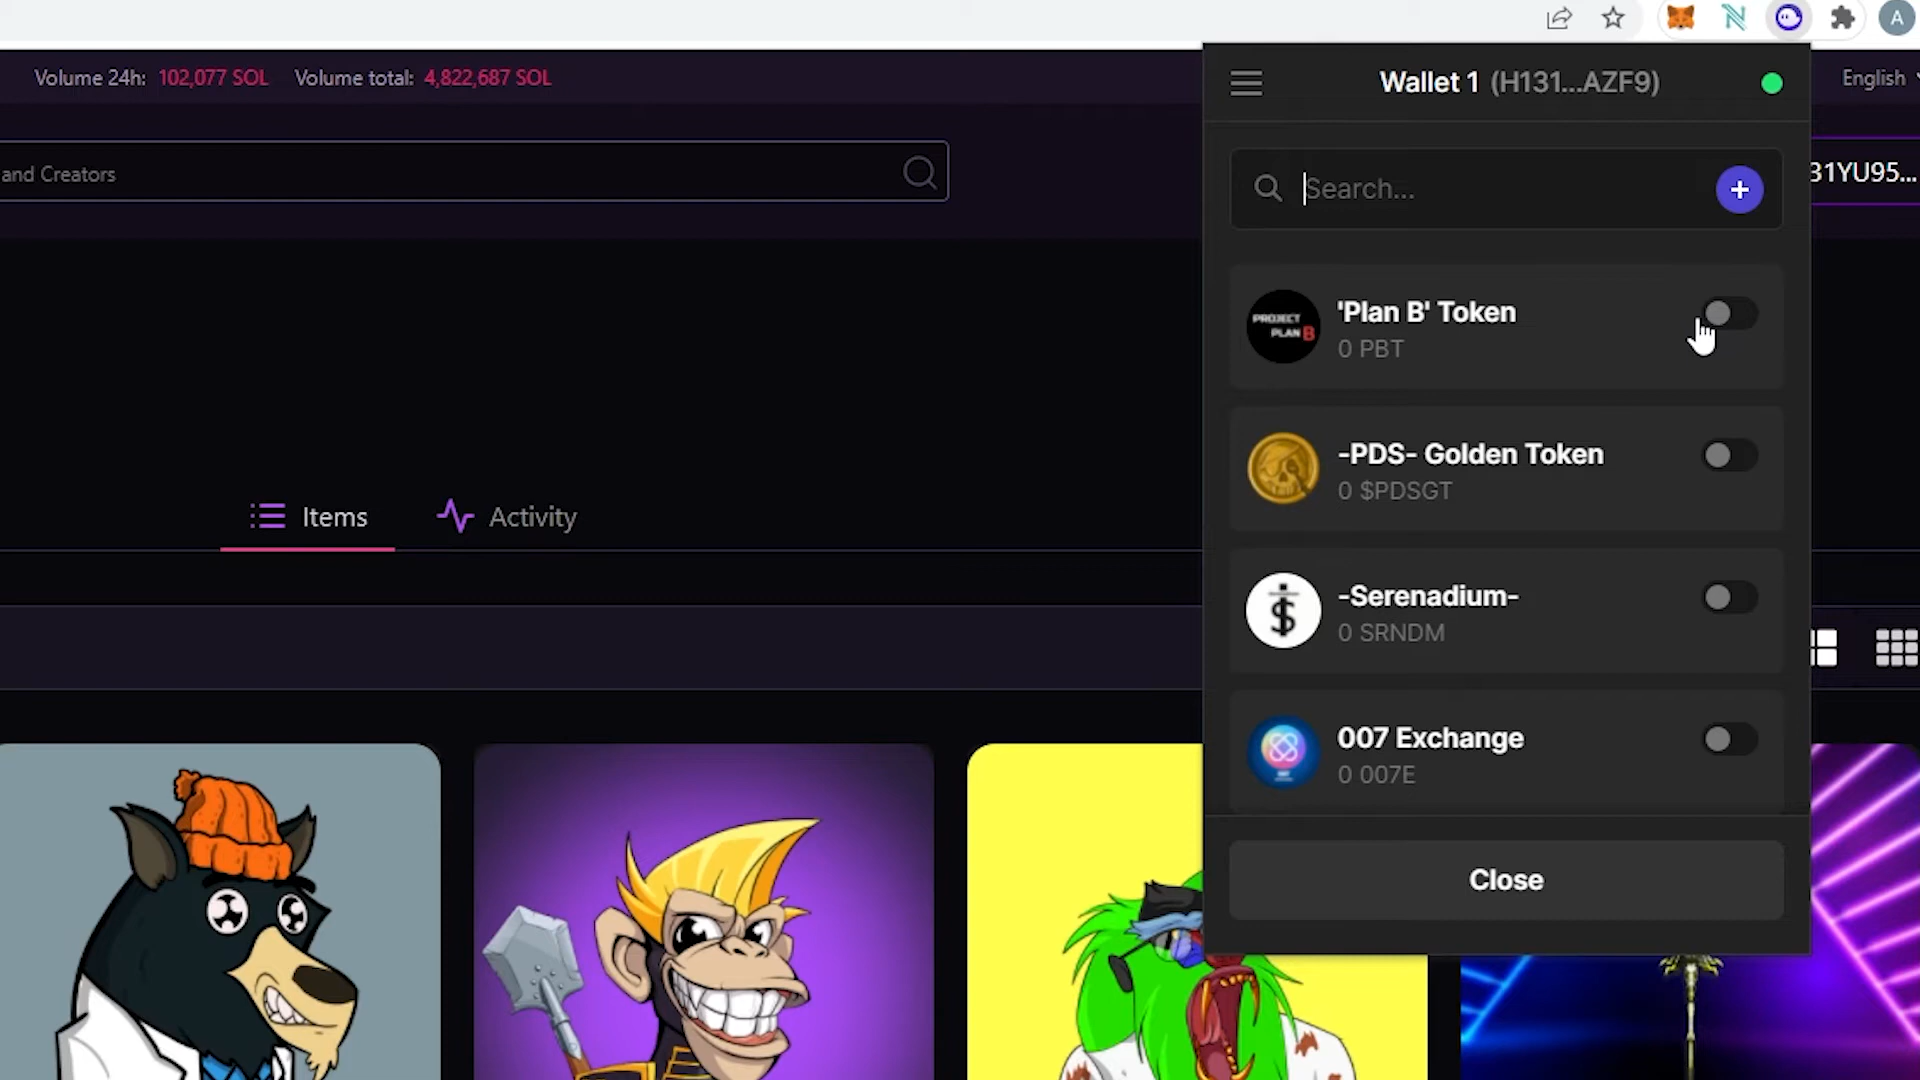 A
Volume 24h: 102,077 SOL Volume total: 4,822,687 SOL
Wallet 1 (H131...AZF9)
English
and Creators
Search...
31YU95...
PROJECT
PLAN B
'Plan B' Token
0 PBT
-PDS- Golden Token
0 $PDSGT
Items
Activity
-Serenadium-
0 SRNDM
007 Exchange
0 007E
Close